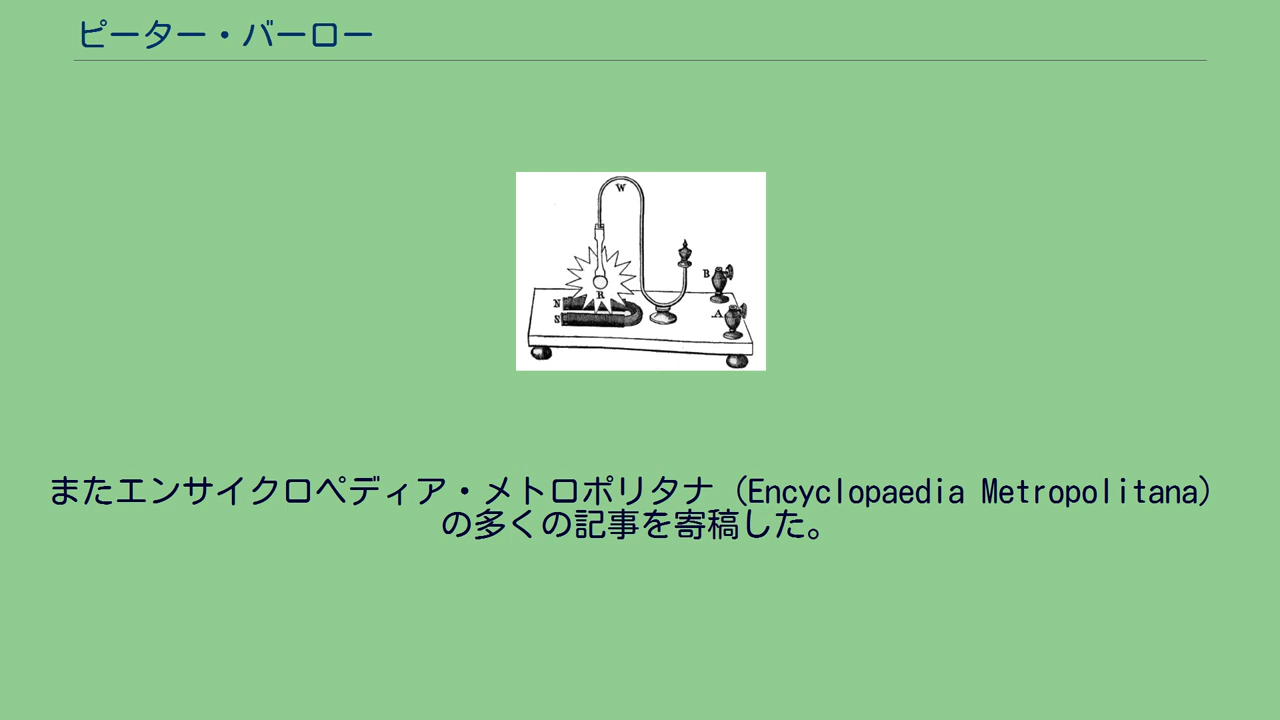 ピーター・バーロー
W
B
R
N
S
A
またエンサイクロペディア・メトロポリタナ（Encyclopaedia Metropolitana）
の多くの記事を寄稿した。